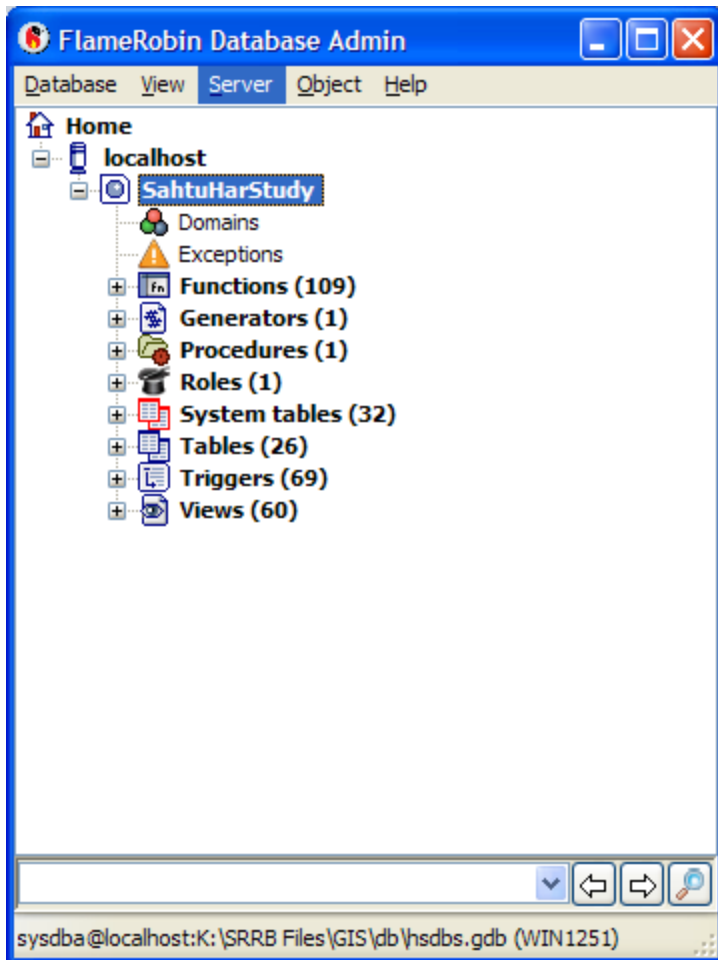 FlameRobin Database Admin
Database View Server Object Help
Home
localhost
SahtuHarStudy
Domains
Exceptions
fn Functions (109)
Generators (1)
Procedures (1)
Roles (1)
System tables (32)
Tables (26)
Triggers (69)
Views (60)
sysdba@localhost:K:\SRRB Files\GIS\db\hsdbs.gdb (WIN1251)